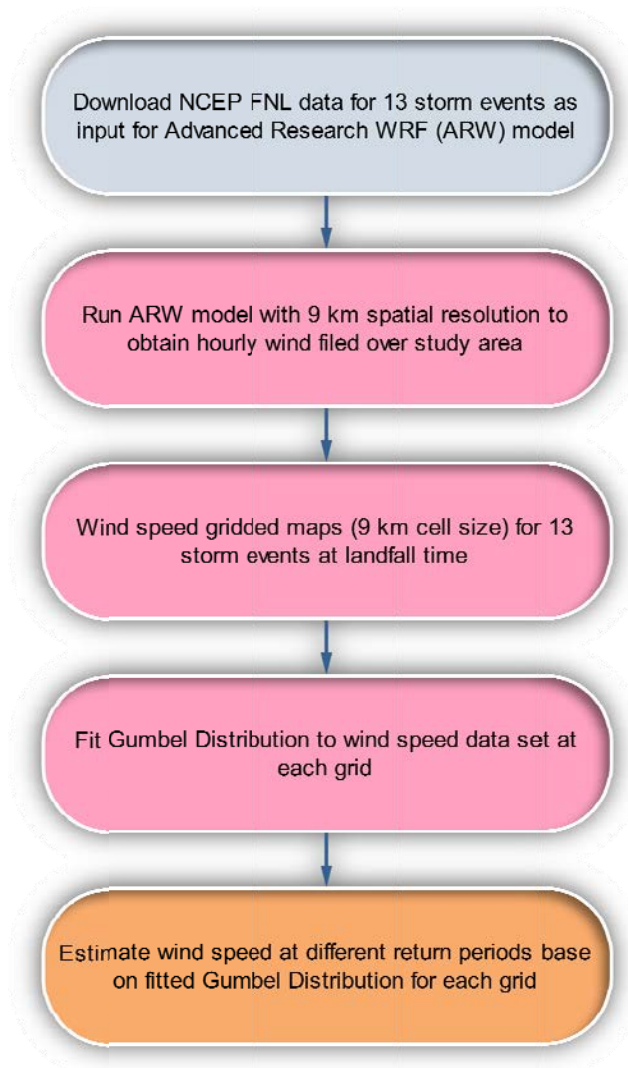 Download NCEP FNL data for 13 storm events as
input for Advanced Research WRF (ARW) model
Run ARW model with 9 km spatial resolution to
obtain hourly wind filed over study area
Wind speed gridded maps (9 km cell size) for 13
storm events at landfall time
Fit Gumbel Distribution to wind speed data set at
each grid
Estimate wind speed at different return periods base
on fitted Gumbel Distribution for each grid